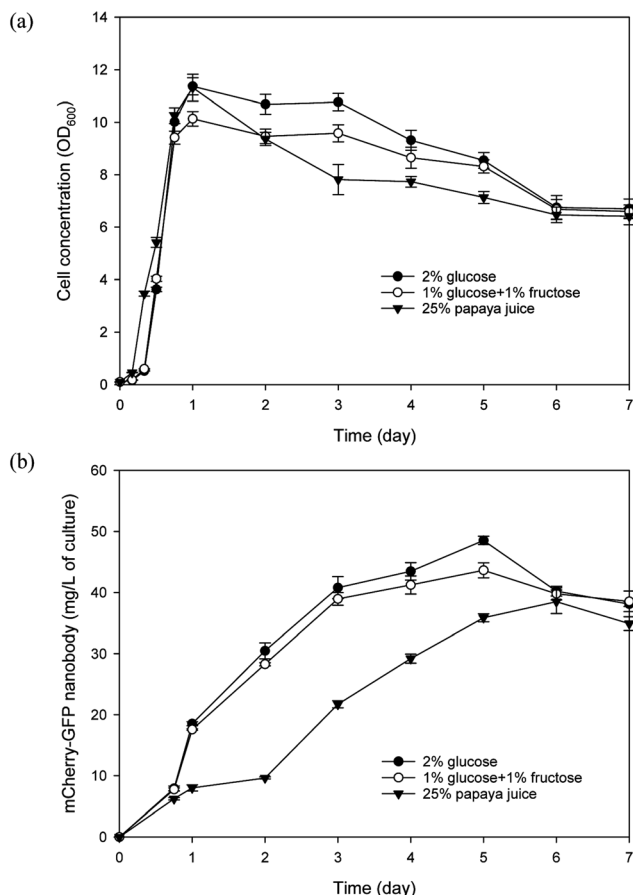 (a)
14
12
10
8
6
4
2
0
Cell concentration (OD600)
2% glucose
1% glucose+1% fructose
25% papaya juice
0 1 2 3 4 5 6 7
Time (day)
(b)
60
50
40
30
20
10
0
mCherry-GFP nanobody (mg/L of culture)
2% glucose
1% glucose+1% fructose
25% papaya juice
0 1 2 3 4 5 6 7
Time (day)